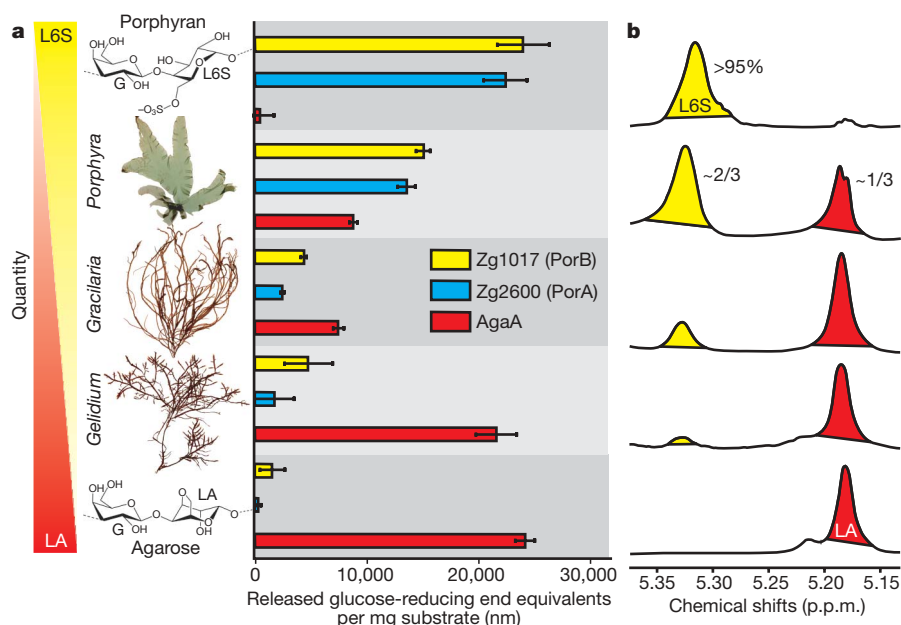 a
L6S
Quantity
LA
Porphyran
OH
OH
OH
HO
O
O
O
O
L6S
G
OH
O
−O3S
Porphyra
Gracilaria
Gelidium
OH
OH
LA
O
O
O
O
O
G
OH
OH
Agarose
Zg1017 (PorB)
Zg2600 (PorA)
AgaA
0
10,000
20,000
30,000
Released glucose-reducing end equivalents
per mg substrate (nm)
b
>95%
L6S
~2/3
~1/3
LA
5.35
5.30
5.25
5.20
5.15
Chemical shifts (p.p.m.)